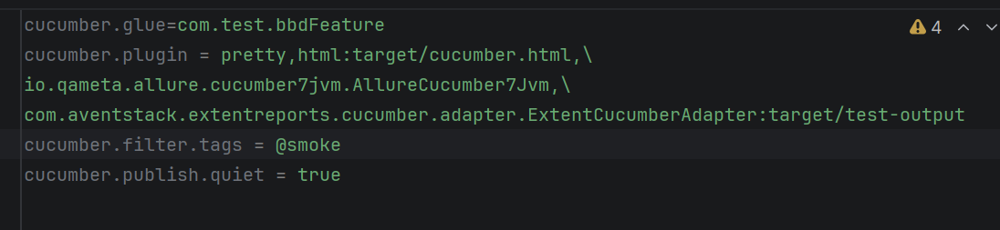 cucumber.glue=com.test.bbdFeature
4
cucumber.plugin = pretty,html:target/cucumber.html,\
io.qameta.allure.cucumber7jvm.AllureCucumber7Jvm,\
com.aventstack.extentreports.cucumber.adapter.ExtentCucumberAdapter:target/test-output
cucumber.filter.tags = @smoke
cucumber.publish.quiet = true